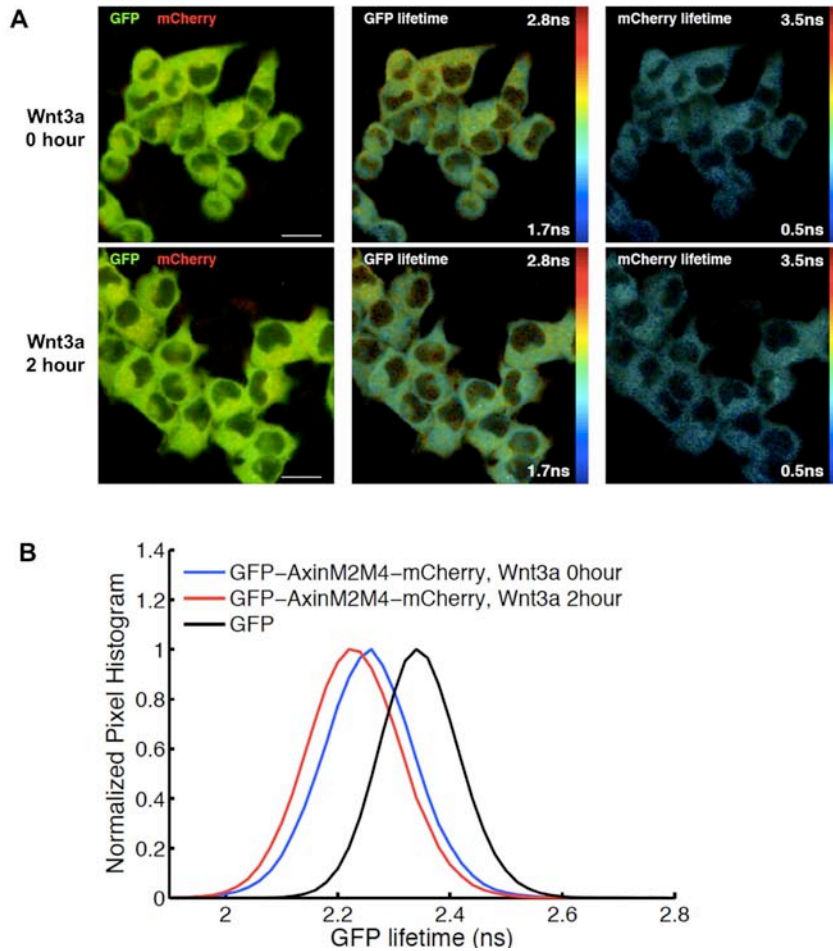 A
GFP mCherry
GFP lifetime
2.8ns
mCherry lifetime
3.5ns
Wnt3a
0 hour
1.7ns
0.5ns
GFP mCherry
GFP lifetime
2.8ns
mCherry lifetime
3.5ns
Wnt3a
2 hour
1.7ns
0.5ns
B
1.4
1.2
1
0.8
0.6
0.4
0.2
0
Normalized Pixel Histogram
GFP–AxinM2M4–mCherry, Wnt3a 0hour
GFP–AxinM2M4–mCherry, Wnt3a 2hour
GFP
2
2.2
2.4
2.6
2.8
GFP lifetime (ns)